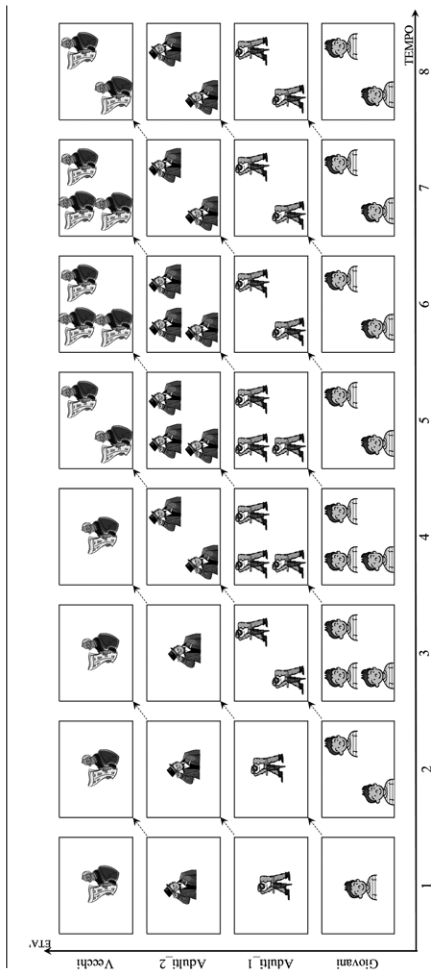 ETA'
Vecchi
Adulti_2
Adulti_1
Giovani
1 2 3 4 5 6 7 8
TEMPO